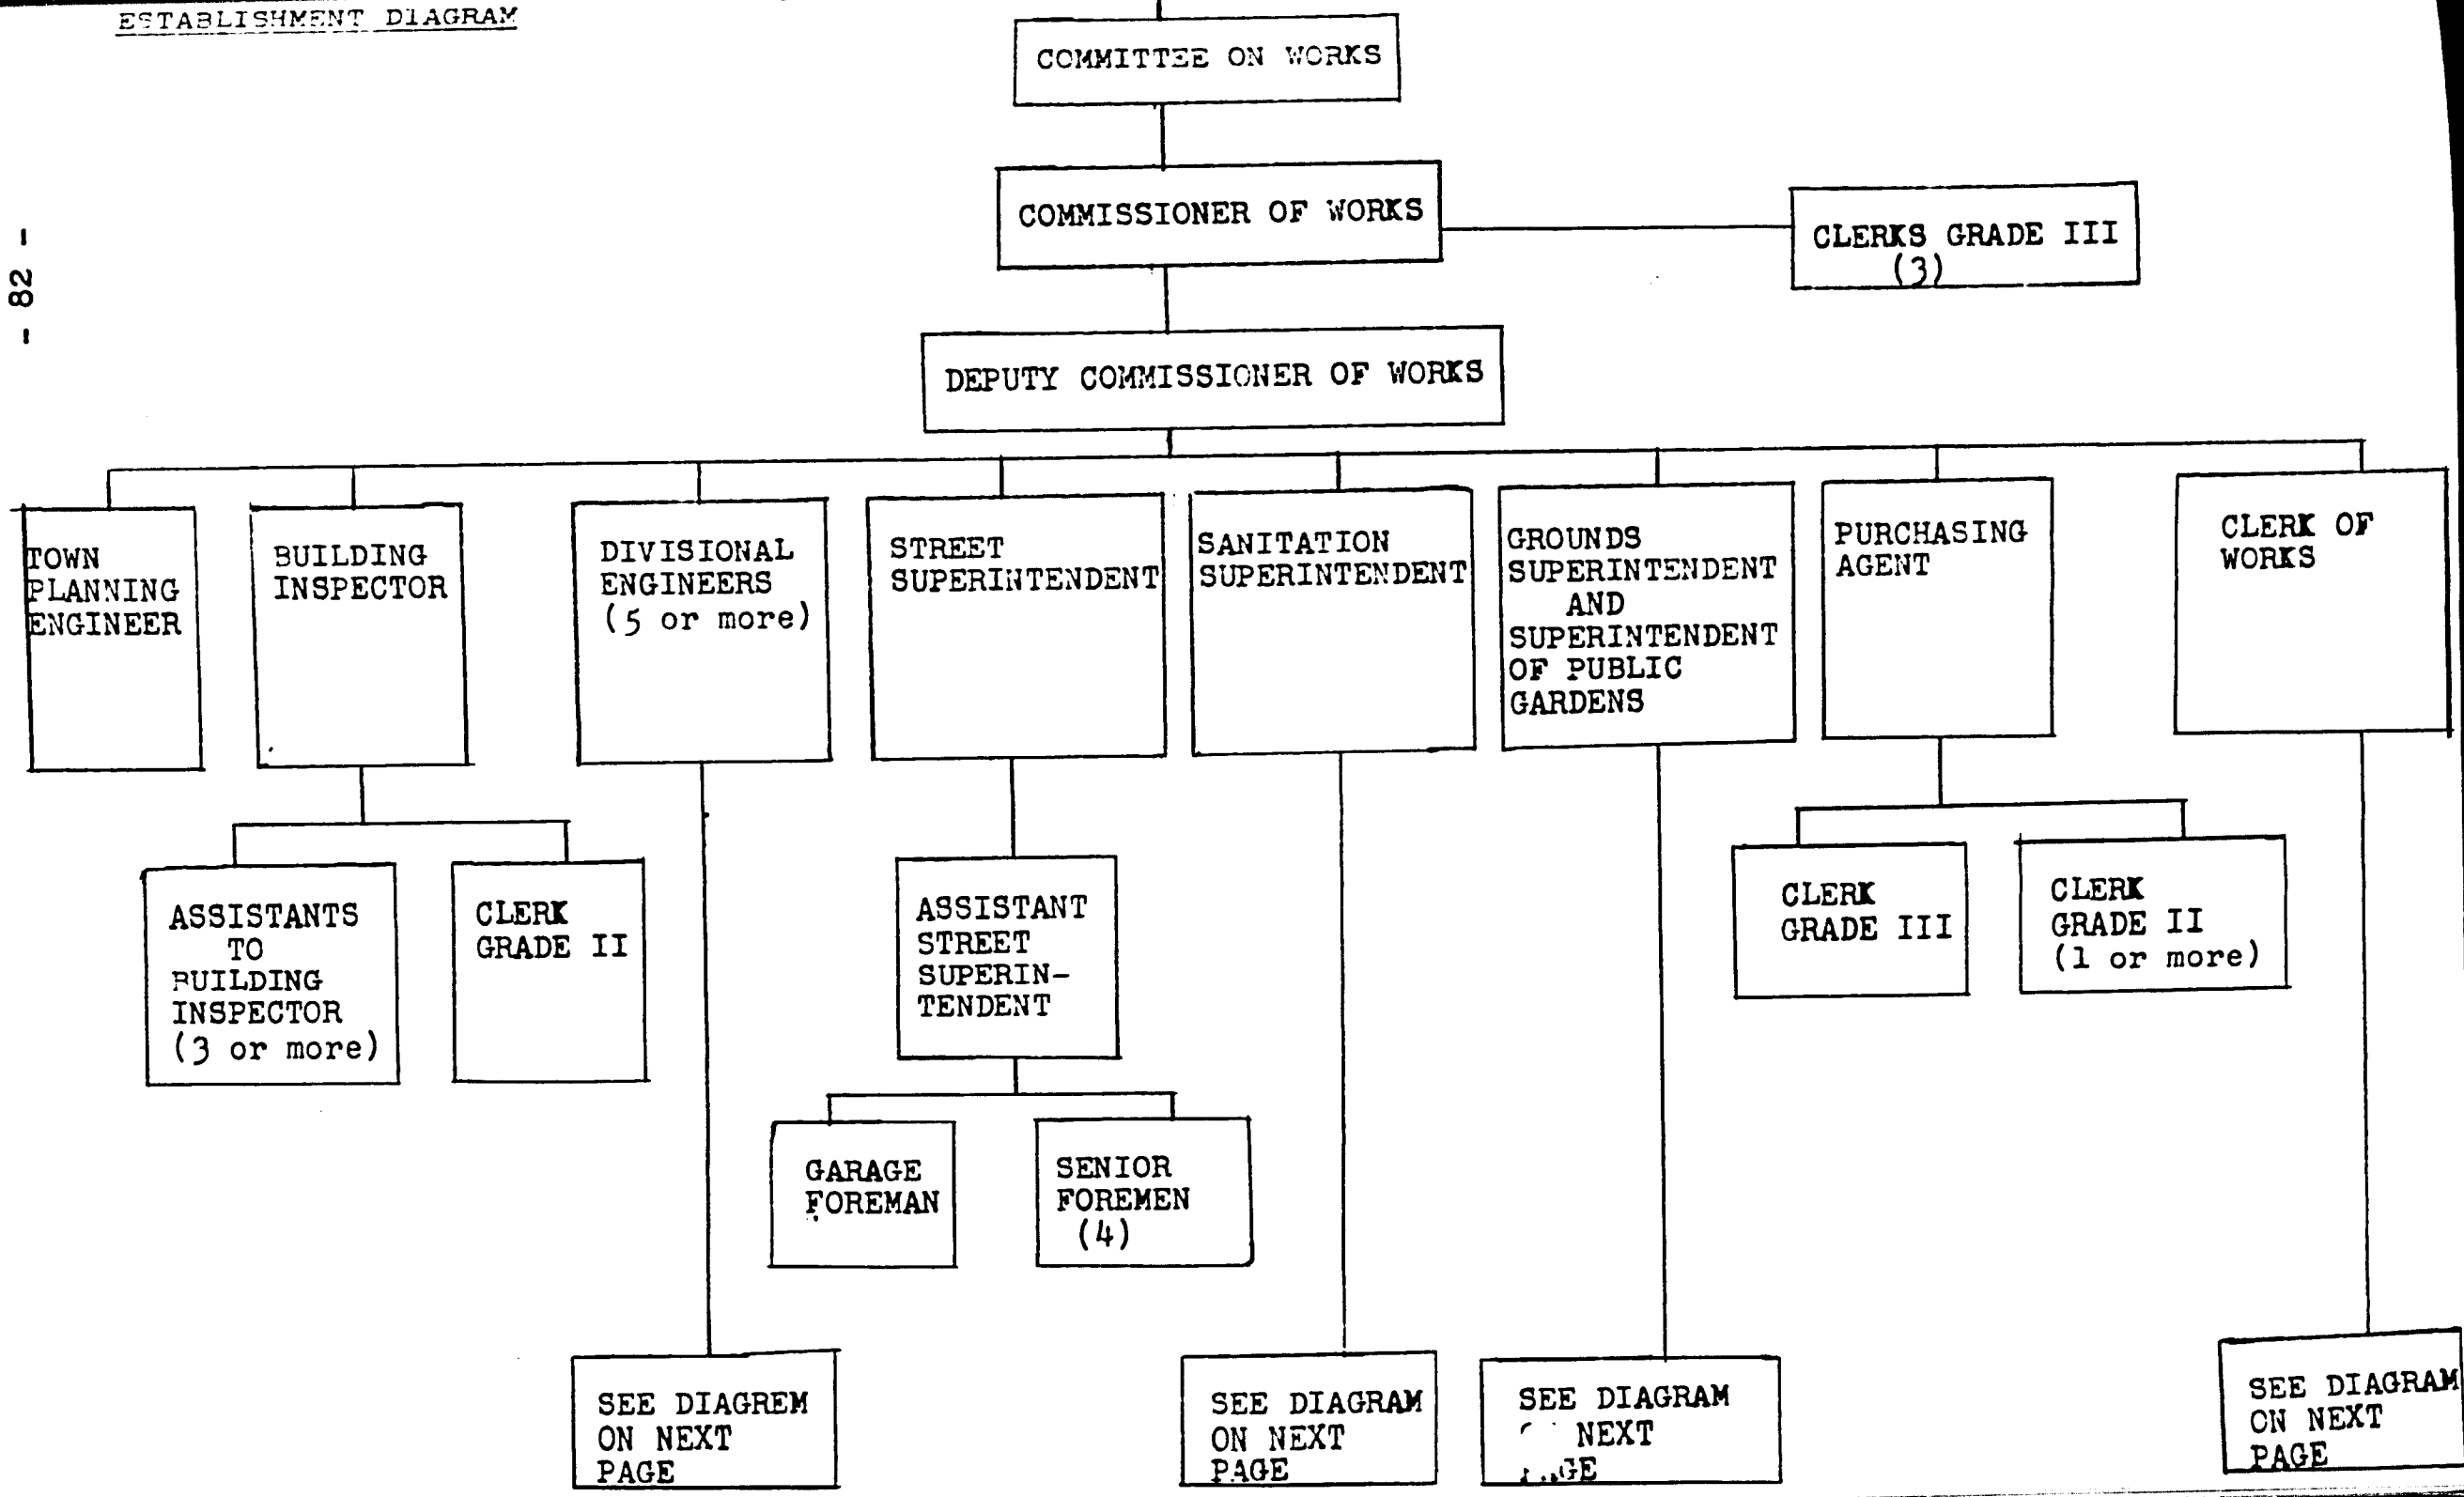 ESTABLISHMENT DIAGRAM
COMMITTEE ON WORKS
COMMISSIONER OF WORKS
CLERKS GRADE III
(3)
- 82 -
DEPUTY COMMISSIONER OF WORKS
TOWN
PLANNING
ENGINEER
BUILDING
INSPECTOR
DIVISIONAL
ENGINEERS
(5 or more)
STREET
SUPERINTENDENT
SANITATION
SUPERINTENDENT
GROUNDS
SUPERINTENDENT
AND
SUPERINTENDENT
OF PUBLIC
GARDENS
PURCHASING
AGENT
CLERK OF
WORKS
ASSISTANTS
TO
BUILDING
INSPECTOR
(3 or more)
CLERK
GRADE II
ASSISTANT
STREET
SUPERIN-
TENDENT
CLERK
GRADE III
CLERK
GRADE II
(1 or more)
GARAGE
FOREMAN
SENIOR
FOREMEN
(4)
SEE DIAGREM
ON NEXT
PAGE
SEE DIAGRAM
ON NEXT
PAGE
SEE DIAGRAM
NEXT
SEE DIAGRAM
ON NEXT
PAGE